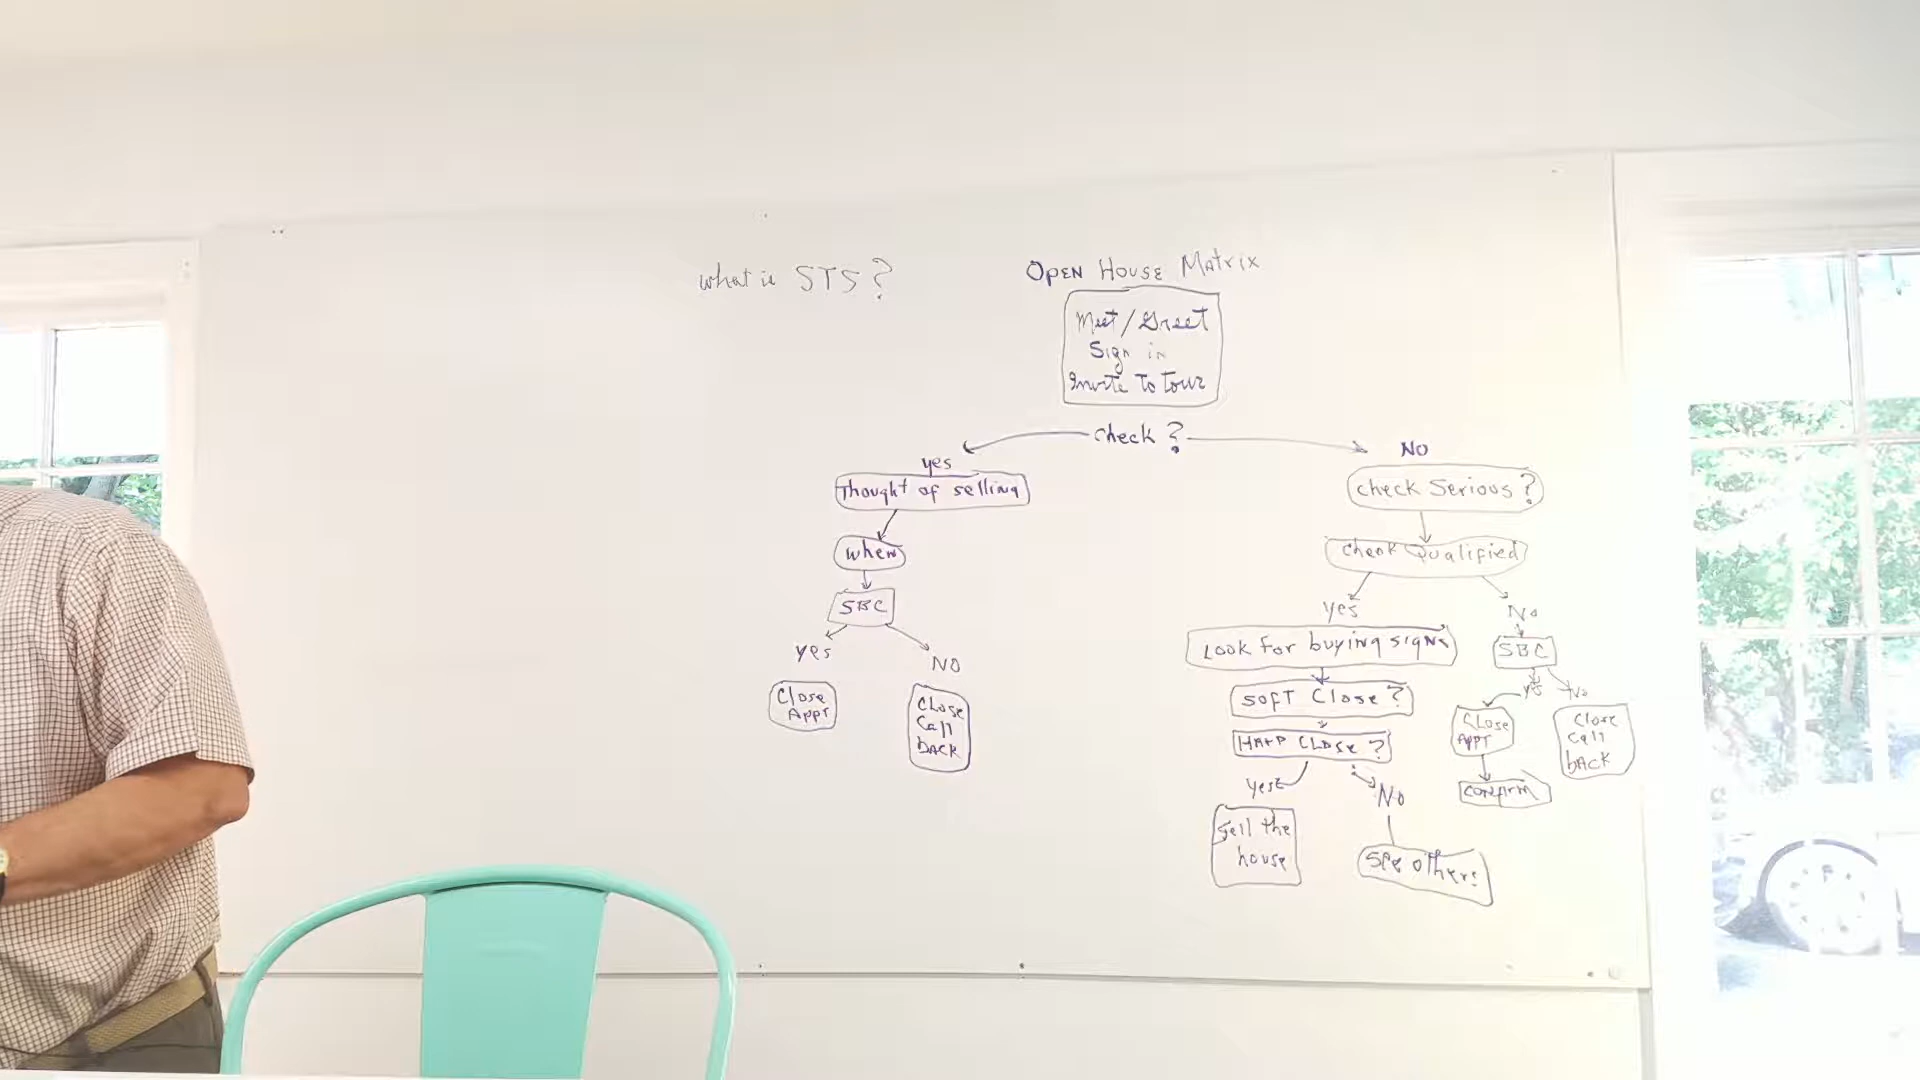 what is STS?
OPEN HOUSE MATRIX
Meet/Greet
Sign in
Invite To Tour
check?
yes
Thought of selling
when
SBC
yes
Close
APPT
NO
CLOSE
CALL
bACK
NO
check Serious?
check Qualified
yes
Look for buying signs
SOFT Close?
HARD CLOSE?
yes
Sell the
house
No
See others
No
SBC
yes
CLose
APPT
CONFIRM
No
Close
CAll
bACK